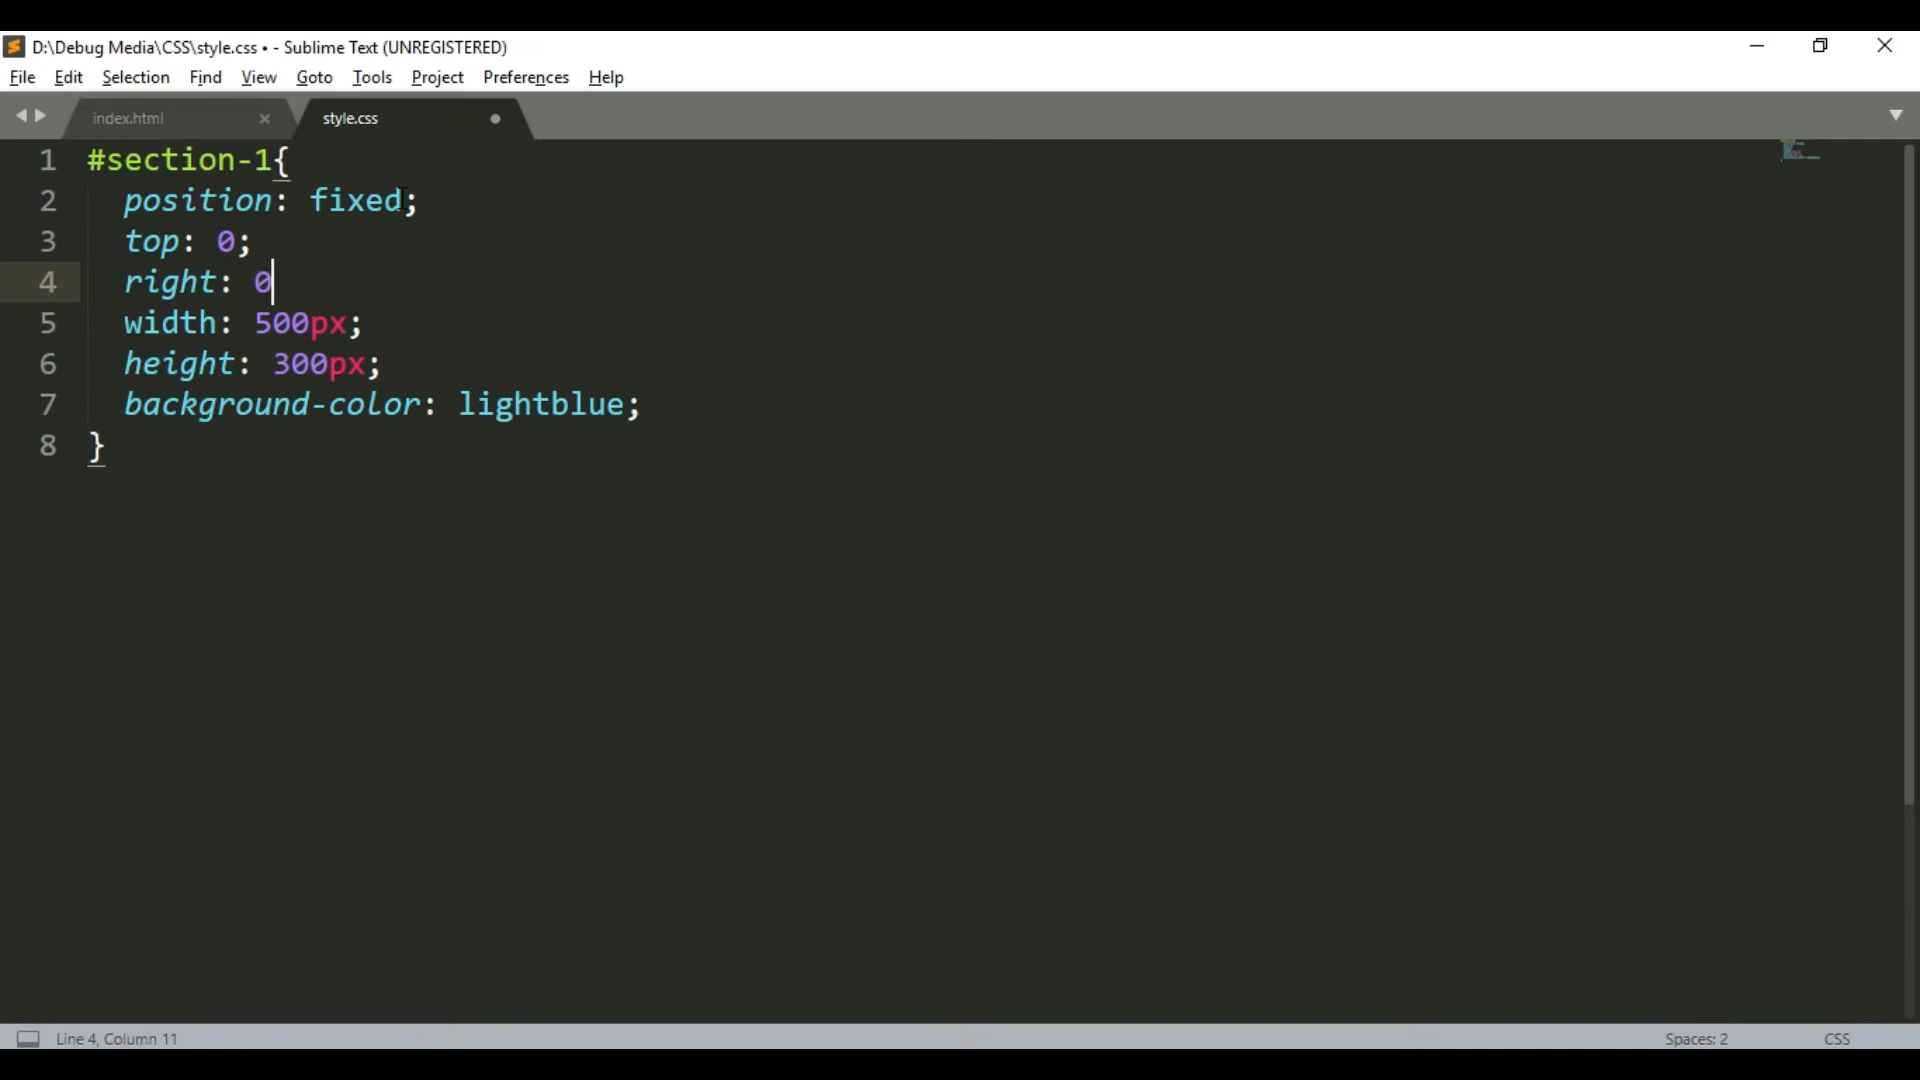 D:\Debug Media\CSS\style.css • - Sublime Text (UNREGISTERED)
File Edit Selection Find View Goto Tools Project Preferences Help
index.html style.css
1 #section-1{
2 position: fixed;
3 top: 0;
4 right: 0
5 width: 500px;
6 height: 300px;
7 background-color: lightblue;
8 }
Line 4, Column 11 Spaces: 2 CSS